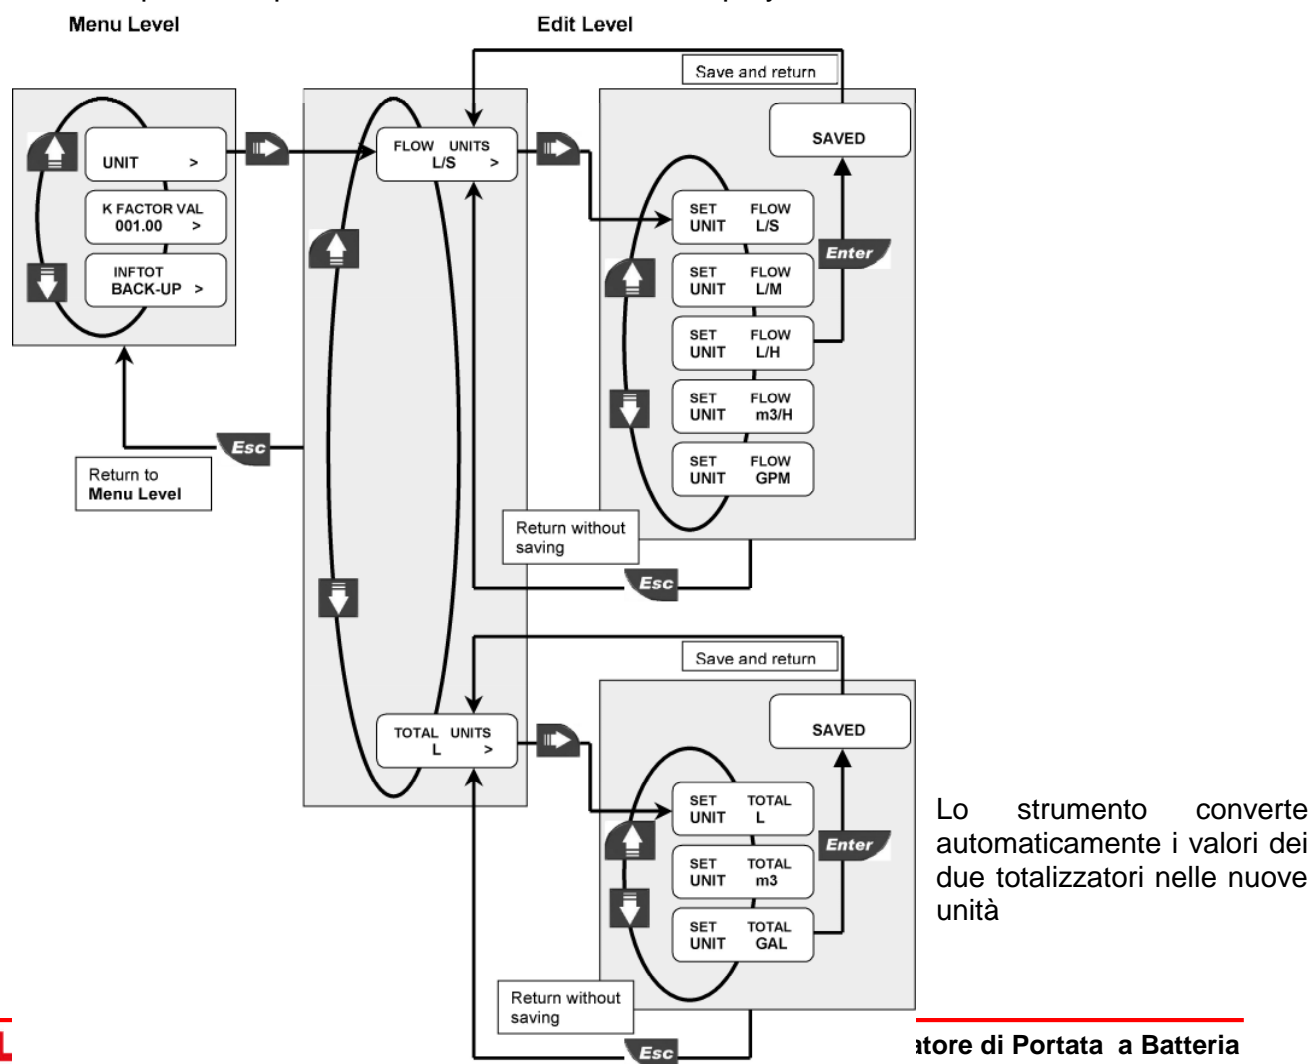 Menu Level
Edit Level
Save and return
SAVED
UNIT >
FLOW UNITS
L/S >
K FACTOR VAL
001.00 >
SET FLOW
UNIT L/S
Enter
INFTOT
BACK-UP >
SET FLOW
UNIT L/M
SET FLOW
UNIT L/H
SET FLOW
UNIT m3/H
Esc
Return to
Menu Level
SET FLOW
UNIT GPM
Return without
saving
Esc
Save and return
SAVED
TOTAL UNITS
L >
SET TOTAL
UNIT L
Enter
SET TOTAL
UNIT m3
SET TOTAL
UNIT GAL
Lo strumento converte
automaticamente i valori dei
due totalizzatori nelle nuove
unità
Return without
saving
Esc
atore di Portata a Batteria